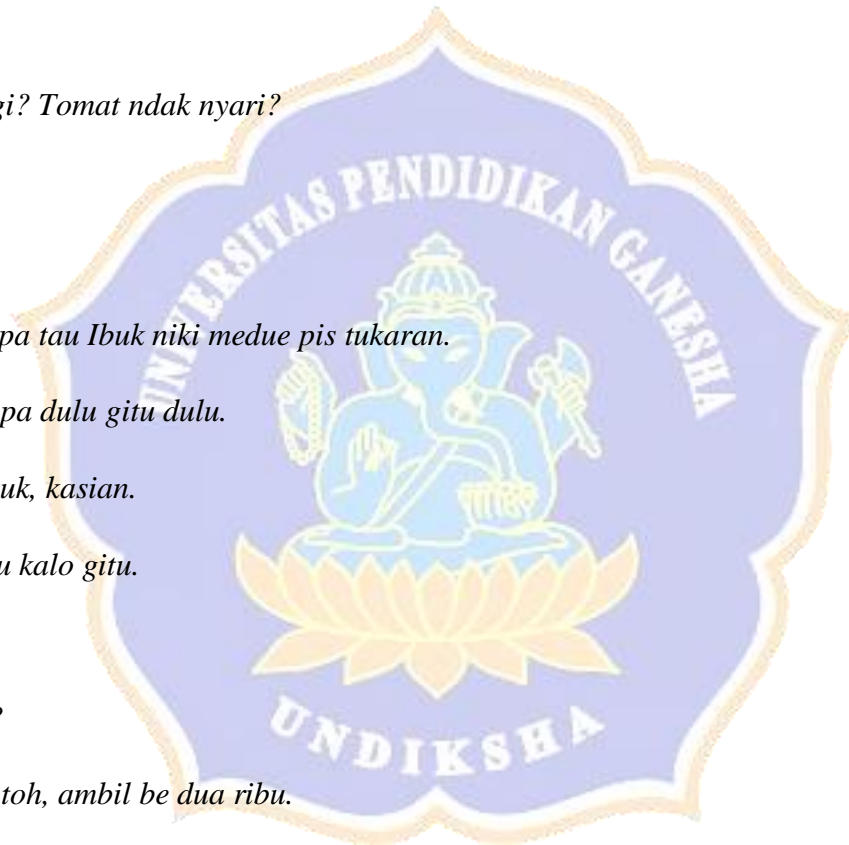 gi? Tomat ndak nyari?
UNIVERSITAS PENDIDIKAN GANESHA
pa tau Ibuk niki medue pis tukaran.
pa dulu gitu dulu.
uk, kasian.
u kalo gitu.
?
toh, ambil be dua ribu.
UNDIKSHA